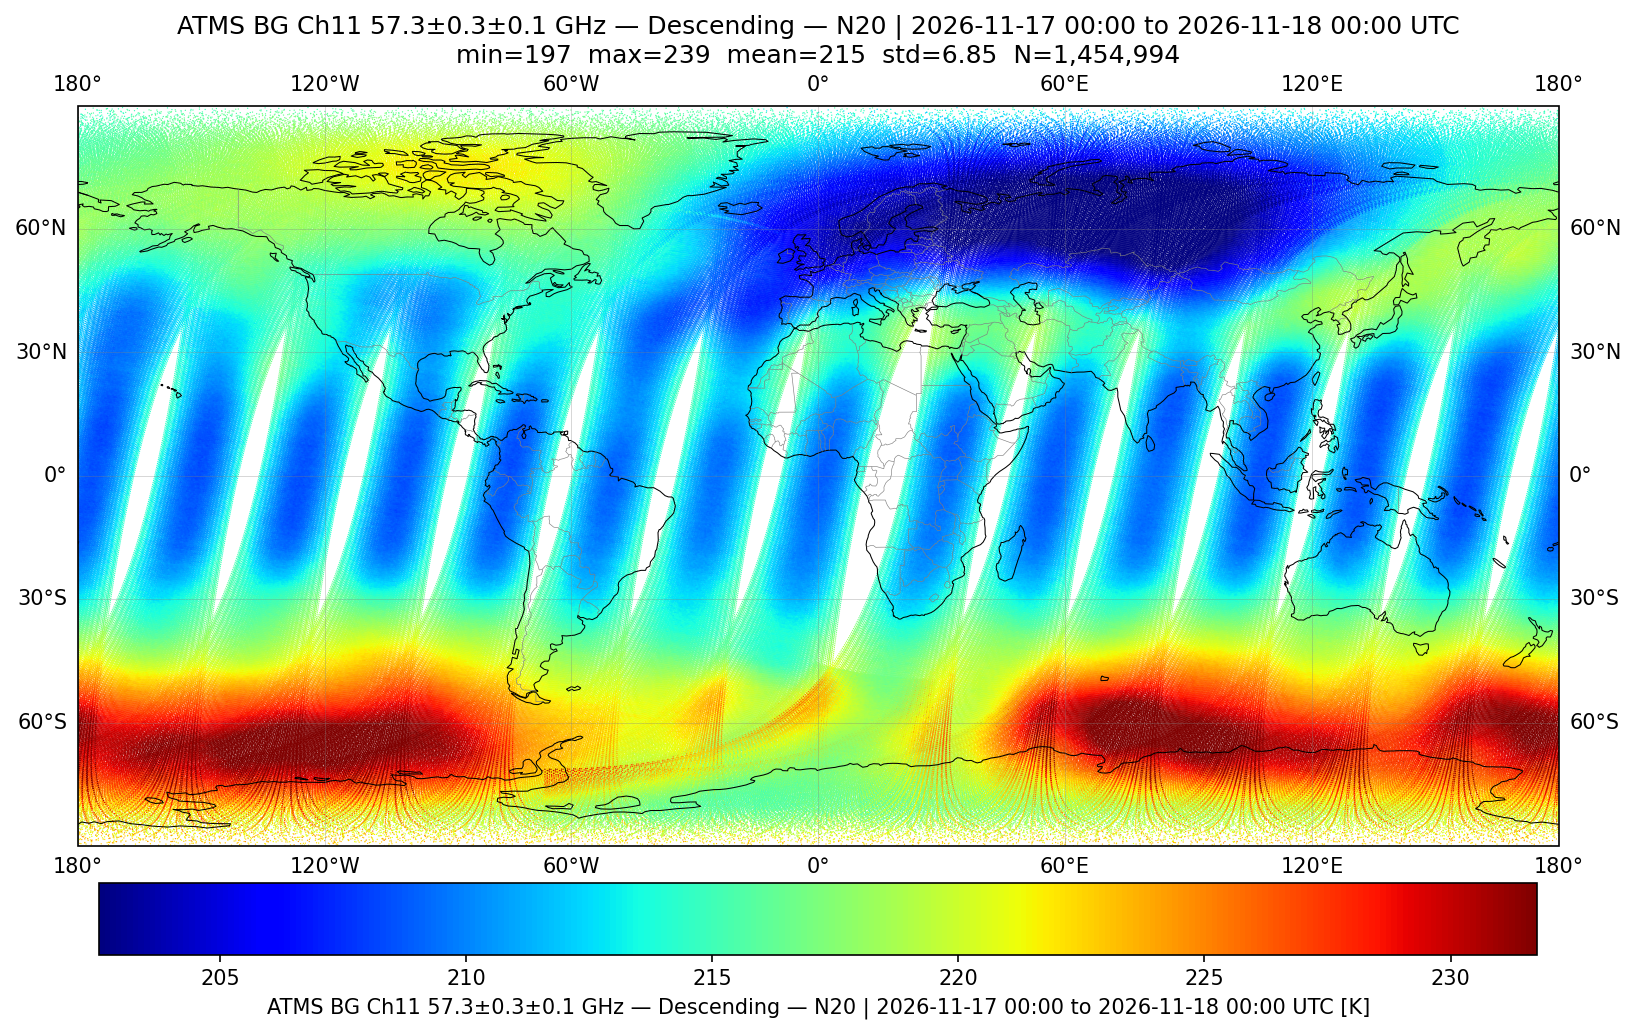 ATMS BG Ch11 57.3±0.3±0.1 GHz — Descending — N20 | 2026-11-17 00:00 to 2026-11-18 00:00 UTC
min=197 max=239 mean=215 std=6.85 N=1,454,994
180° 120°W 60°W 0° 60°E 120°E 180°
60°N 60°N
30°N 30°N
0° 0°
30°S 30°S
60°S 60°S
180° 120°W 60°W 0° 60°E 120°E 180°
205 210 215 220 225 230
ATMS BG Ch11 57.3±0.3±0.1 GHz — Descending — N20 | 2026-11-17 00:00 to 2026-11-18 00:00 UTC [K]